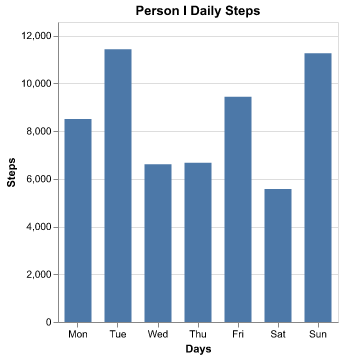 Person I Daily Steps
12,000
10,000
8,000
6,000
4,000
2,000
0
Steps
Mon Tue Wed Thu Fri Sat Sun
Days